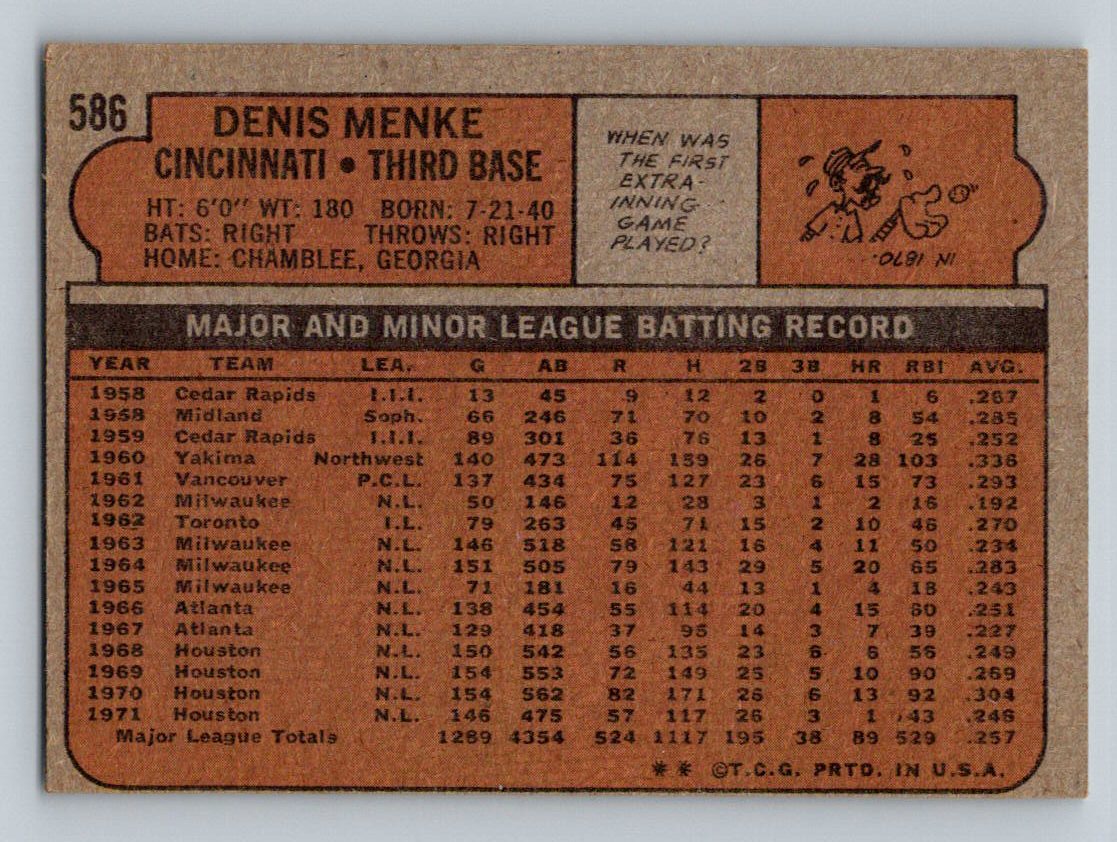 586
DENIS MENKE
CINCINNATI • THIRD BASE
HT: 6'0" WT: 180 BORN: 7-21-40
BATS: RIGHT THROWS: RIGHT
HOME: CHAMBLEE, GEORGIA
WHEN WAS
THE FIRST
EXTRA-
INNING
GAME
PLAYED?
IN 1870.
MAJOR AND MINOR LEAGUE BATTING RECORD
YEAR TEAM LEA. G AB R H 2B 3B HR RBI AVG.
1958 Cedar Rapids I.I.I. 13 45 9 12 2 0 1 6 .267
1958 Midland Soph. 66 246 71 70 10 2 8 54 .285
1959 Cedar Rapids I.I.I. 89 301 36 76 13 1 8 25 .252
1960 Yakima Northwest 140 473 114 159 26 7 28 103 .336
1961 Vancouver P.C.L. 137 434 75 127 23 6 15 73 .293
1962 Milwaukee N.L. 50 146 12 28 3 1 2 16 .192
1962 Toronto I.L. 79 263 45 71 15 2 10 46 .270
1963 Milwaukee N.L. 146 518 58 121 16 4 11 50 .234
1964 Milwaukee N.L. 151 505 79 143 29 5 20 65 .283
1965 Milwaukee N.L. 71 181 16 44 13 1 4 18 .243
1966 Atlanta N.L. 138 454 55 114 20 4 15 60 .251
1967 Atlanta N.L. 129 418 37 95 14 3 7 39 .227
1968 Houston N.L. 150 542 56 135 23 6 6 56 .249
1969 Houston N.L. 154 553 72 149 25 5 10 90 .269
1970 Houston N.L. 154 562 82 171 26 6 13 92 .304
1971 Houston N.L. 146 475 57 117 26 3 1 43 .246
Major League Totals 1289 4354 524 1117 195 38 89 529 .257
** ©T.C.G. PRTD. IN U.S.A.